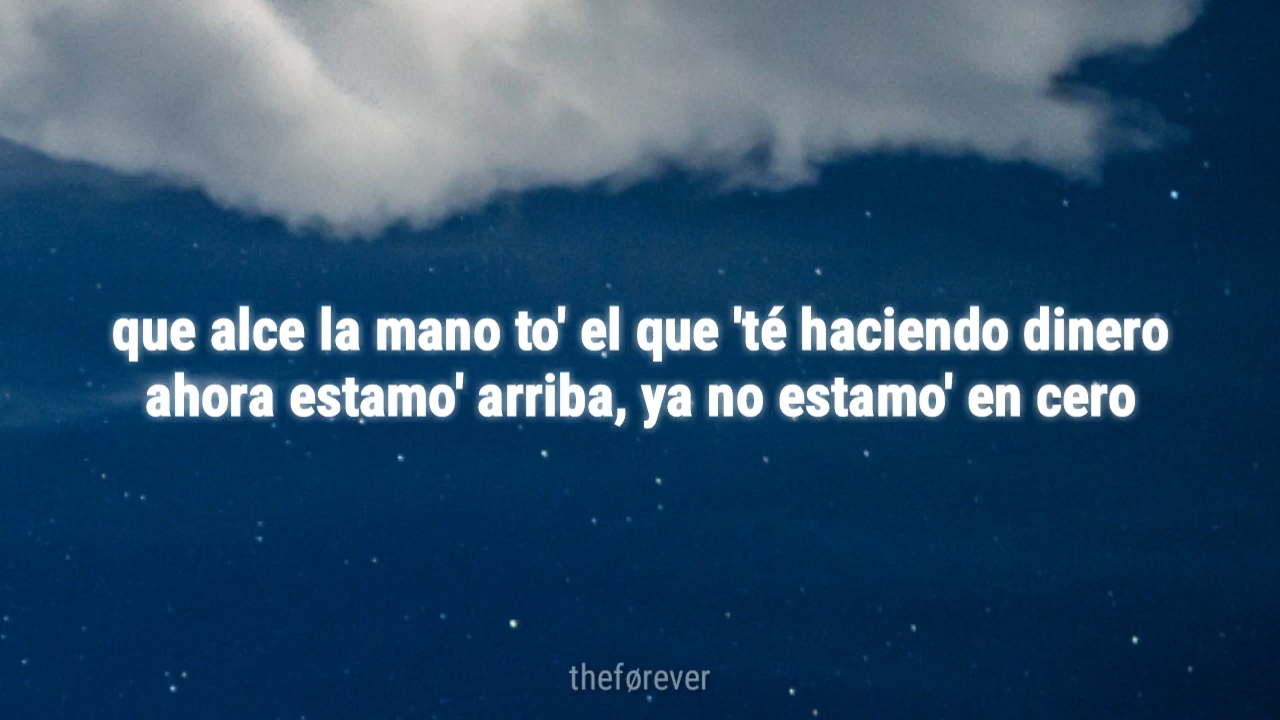 que alce la mano to' el que 'té haciendo dinero
ahora estamo' arriba, ya no estamo' en cero
theførever